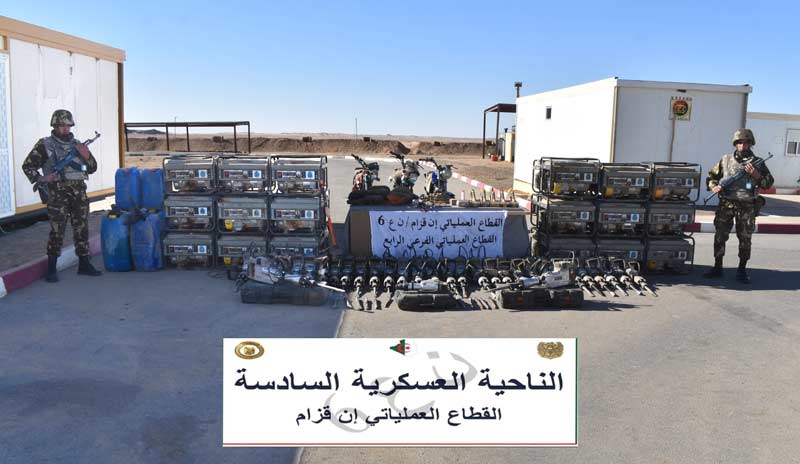 القطاع العملياتي إن قزام / ن ع 6
القطاع العملياتي الفرعي الرابع
الناحية العسكرية السادسة
القطاع العملياتي إن قزام